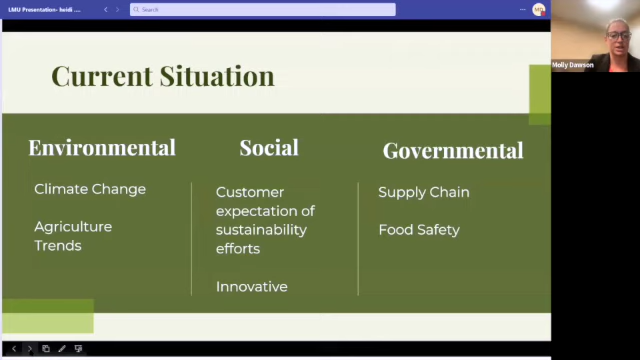 LMU Presentation- heidi ....
Search
Molly Dawson
Current Situation
Environmental
Climate Change
Agriculture
Trends
Social
Customer
expectation of
sustainability
efforts
Innovative
Governmental
Supply Chain
Food Safety